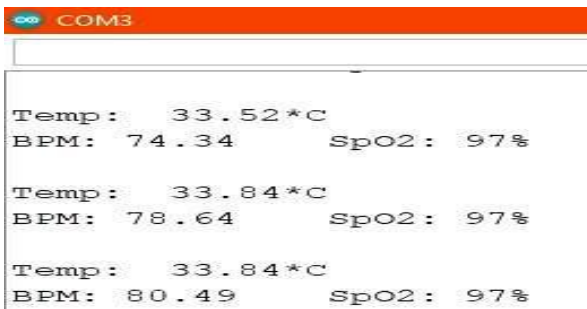 COM3
Temp: 33.52*C
BPM: 74.34 SpO2: 97%
Temp: 33.84*C
BPM: 78.64 SpO2: 97%
Temp: 33.84*C
BPM: 80.49 SpO2: 97%